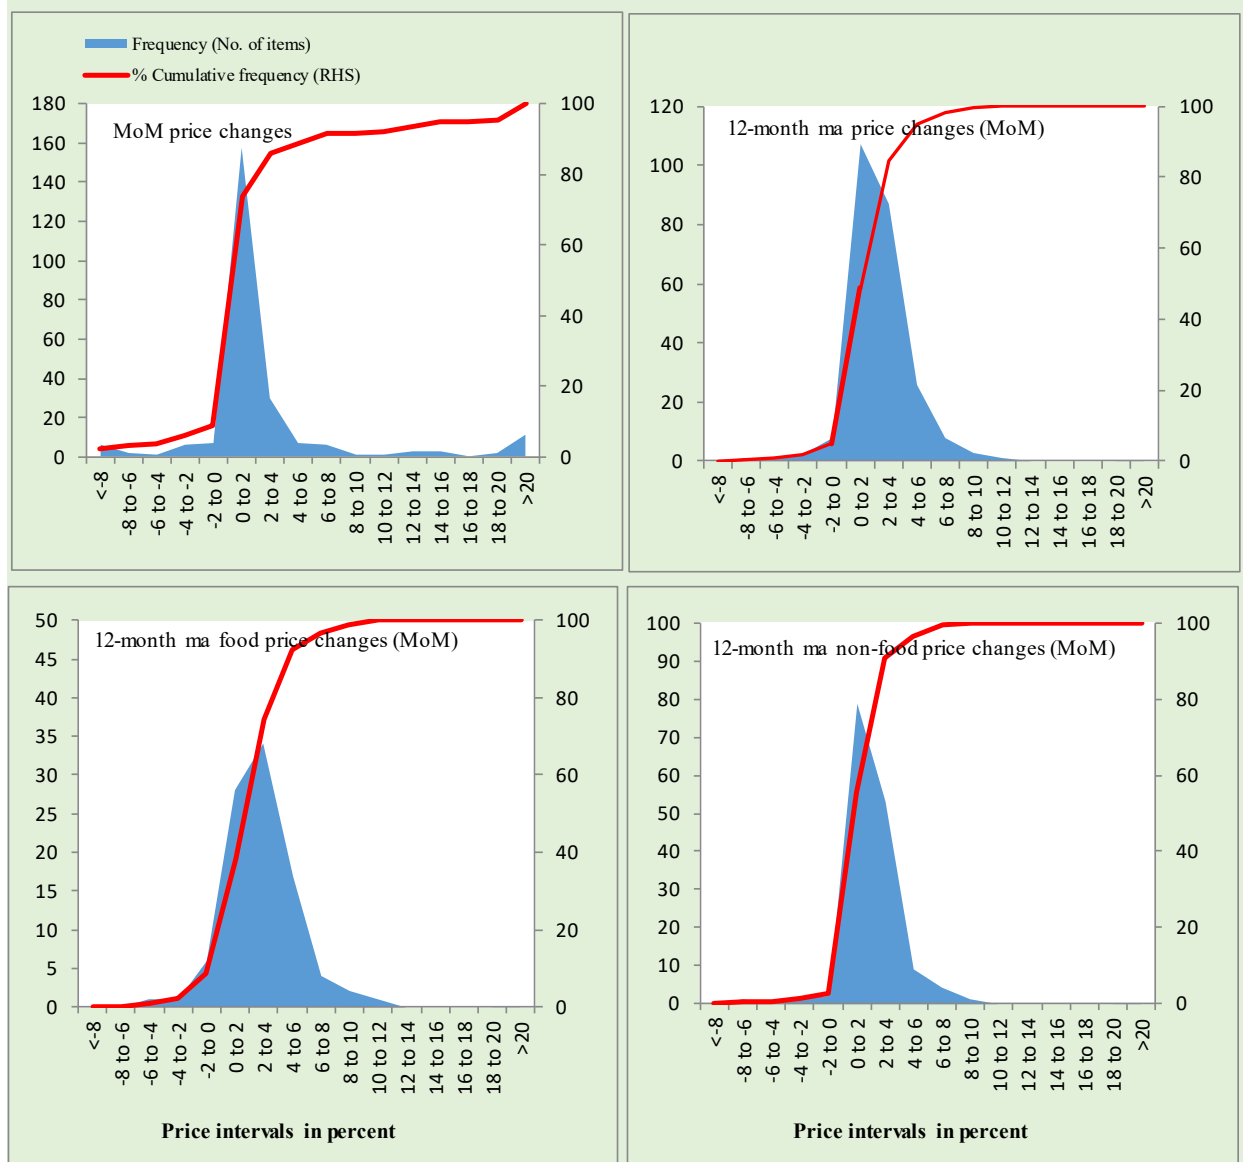 Frequency (No. of items)
% Cumulative frequency (RHS)
MoM price changes
180
160
140
120
100
80
60
40
20
0
100
80
60
40
20
0
<-8
-8 to -6
-6 to -4
-4 to -2
-2 to 0
0 to 2
2 to 4
4 to 6
6 to 8
8 to 10
10 to 12
12 to 14
14 to 16
16 to 18
18 to 20
>20
12-month ma price changes (MoM)
120
100
80
60
40
20
0
100
80
60
40
20
0
<-8
-8 to -6
-6 to -4
-4 to -2
-2 to 0
0 to 2
2 to 4
4 to 6
6 to 8
8 to 10
10 to 12
12 to 14
14 to 16
16 to 18
18 to 20
>20
12-month ma food price changes (MoM)
50
45
40
35
30
25
20
15
10
5
0
100
80
60
40
20
0
<-8
-8 to -6
-6 to -4
-4 to -2
-2 to 0
0 to 2
2 to 4
4 to 6
6 to 8
8 to 10
10 to 12
12 to 14
14 to 16
16 to 18
18 to 20
>20
Price intervals in percent
12-month ma non-food price changes (MoM)
100
90
80
70
60
50
40
30
20
10
0
100
80
60
40
20
0
<-8
-8 to -6
-6 to -4
-4 to -2
-2 to 0
0 to 2
2 to 4
4 to 6
6 to 8
8 to 10
10 to 12
12 to 14
14 to 16
16 to 18
18 to 20
>20
Price intervals in percent